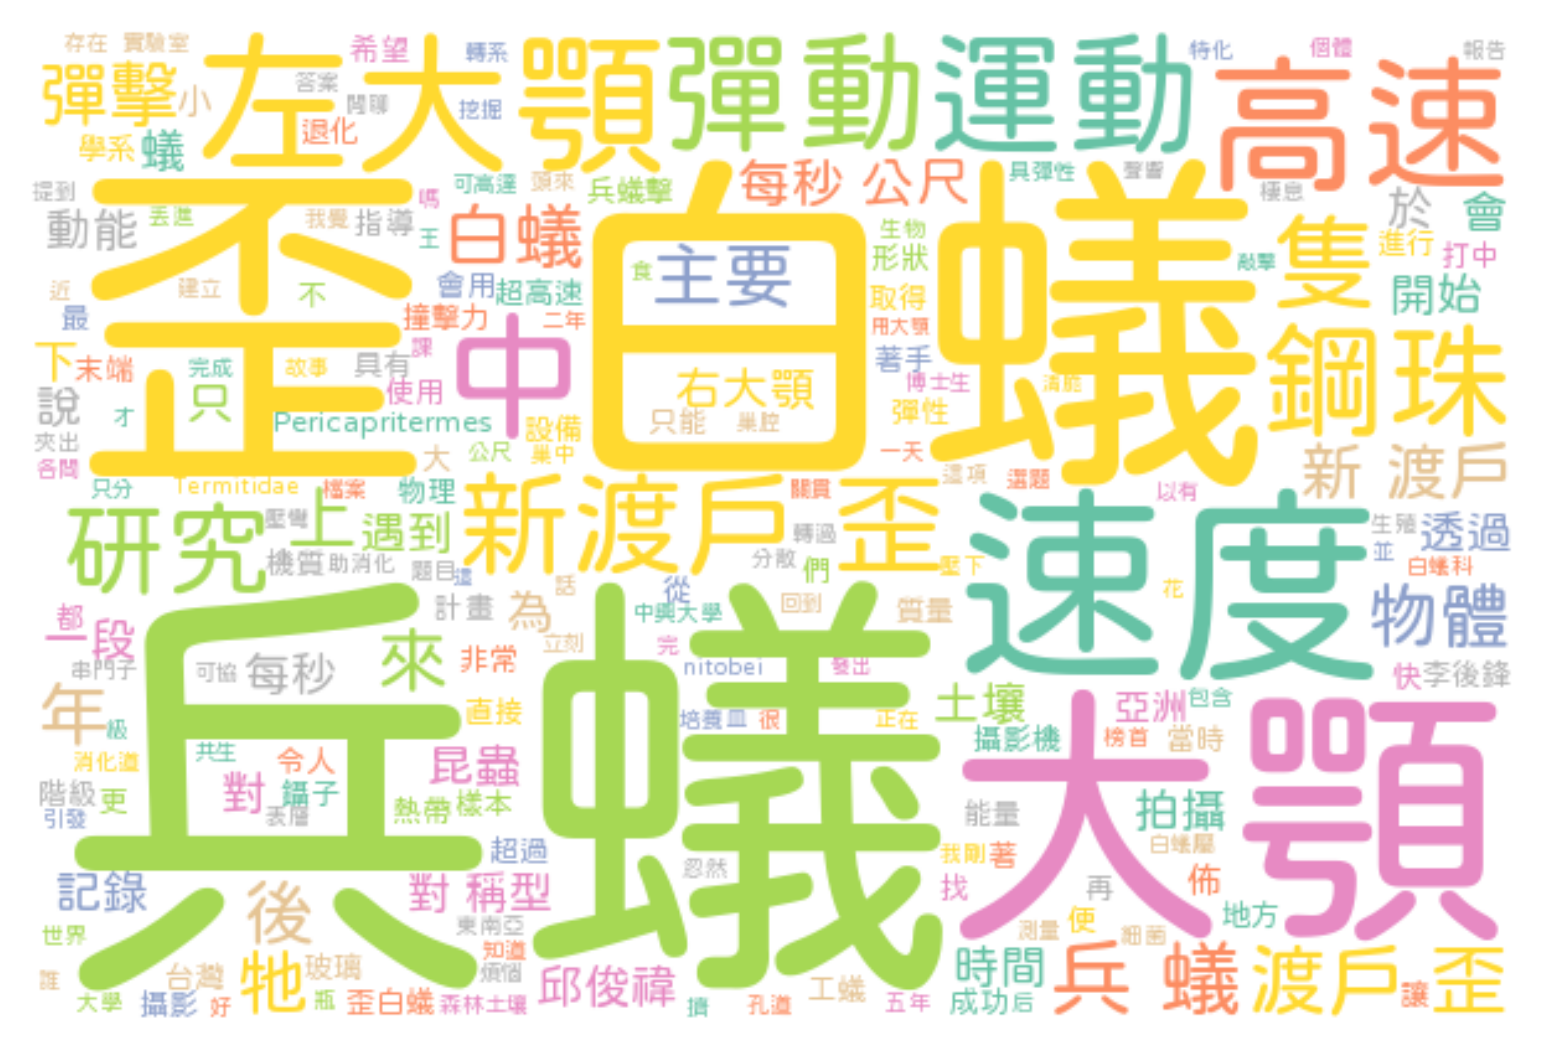 存在 實驗室
希望
轉系
特化
個體
報告
彈擊
小
左大顎
彈動
運動
高速
答案
閒聊
挖掘
退化
學系
蟻
提到
動能
丟進
我覺
指導
嗎
王
可高達
頭來
兵蟻擊
每秒 公尺
具彈性
聲響
棲息
於
會
歪
白蟻
白蟻
主要
食
生物
形狀
敲擊
隻
進行
打中
近
建立
不
會用
超高速
取得
開始
最
撞擊力
二年
用大顎
下
末端
完成
故事
具有
課
中
著手
鋼珠
右大顎
博士生
清脆
說
才
只
使用
Pericapritermes
設備
只能
巢腔
彈性
夾出
各問
大
公尺
巢中
一天
這項
選題
新 渡戶
只分
Termitidae
檔案
物理
新渡戶
歪
關貫
以有
速度
研究
壓彎
上
遇到
轉過
生殖
透過
並
機質
助消化
題目
這
分散
們
壓下
白蟻科
兵蟻
計畫
為
話
從
中興大學
回到
質量
花
物體
都
一段
來
非常
立刻
完
nitobei
發出
快
李後鋒
串門子
可協
每秒
年
級
直接
培養皿
很
正在
土壤
大顎
亞洲
包含
攝影機
榜首
當時
消化道
共生
令人
昆蟲
階級
更
對
鑷子
熱帶
樣本
能量
拍攝
引發
表層
超過
忽然
我剛
著
白蟻屬
記錄
後
對 稱型
找
再
佈
地方
世界
東南亞
知道
測量
便
細菌
誰
台灣
牠
玻璃
煩惱
邱俊禕
工蟻
時間
兵 蟻
渡戶
歪
大學
攝影
好
瓶
歪白蟻
森林土壤
擠
孔道
五年
成功
后
讓